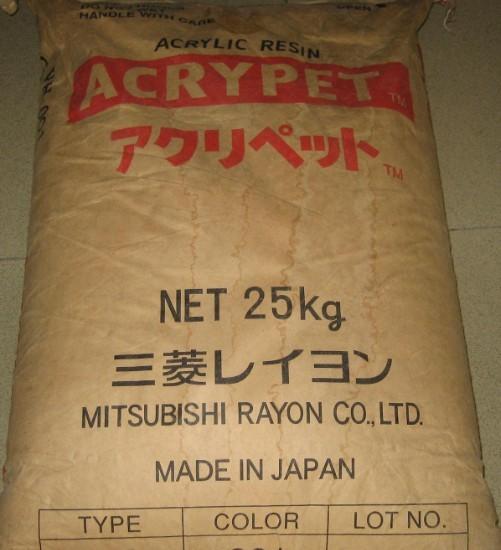 HANDLE WITH CARE
ACRYLIC RESIN
ACRYPET TM
アクリペット TM
NET 25kg
三菱レイヨン
MITSUBISHI RAYON CO.,LTD.
MADE IN JAPAN
TYPE COLOR LOT NO.